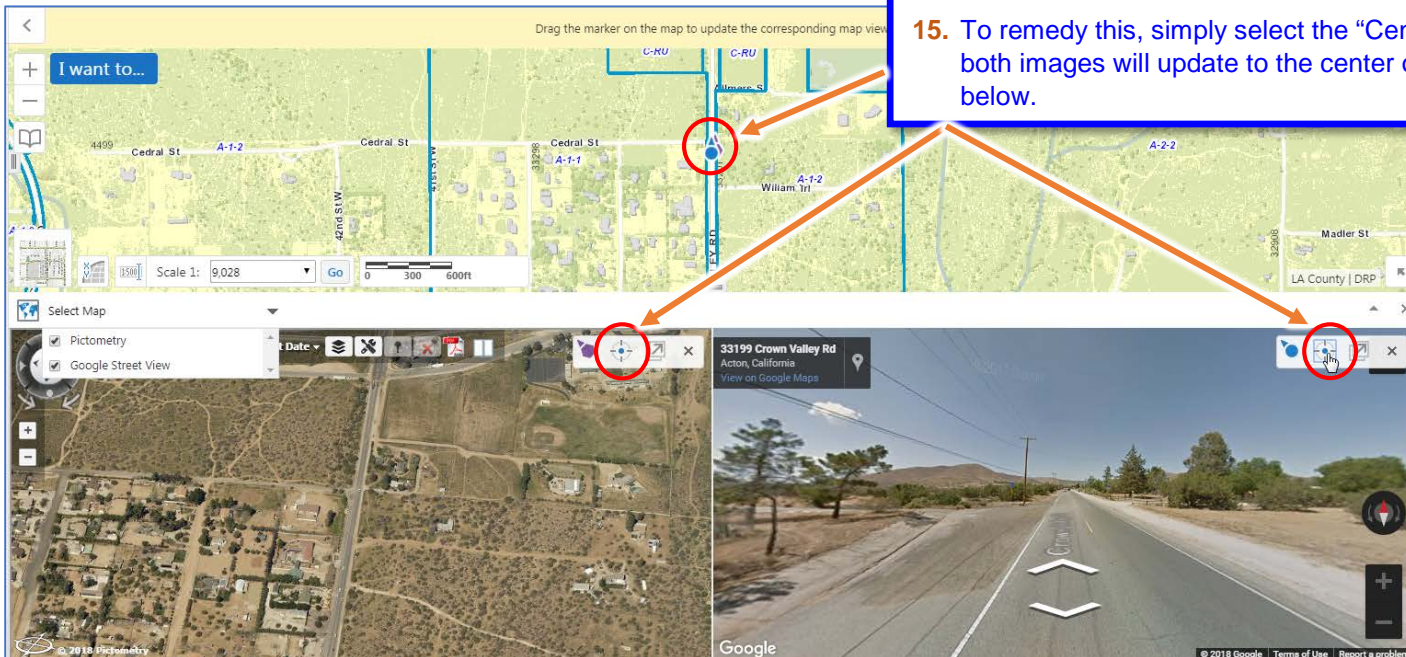 Drag the marker on the map to update the corresponding map view
15. To remedy this, simply select the “Cen
both images will update to the center o
below.
I want to...
C-RU
C-RU
4499
Cedral St
A-1-2
Cedral St
33298
Cedral St
A-1-1
A-1-2
A-2-2
42nd St W
32908
Madler St
Scale 1:
9,028
Go
0 300 600ft
LA County | DRP
Select Map
Pictometry
Google Street View
Date
PDF
33199 Crown Valley Rd
Acton, California
View on Google Maps
© 2018 Pictometry
Google
© 2018 Google
Terms of Use
Report a problem